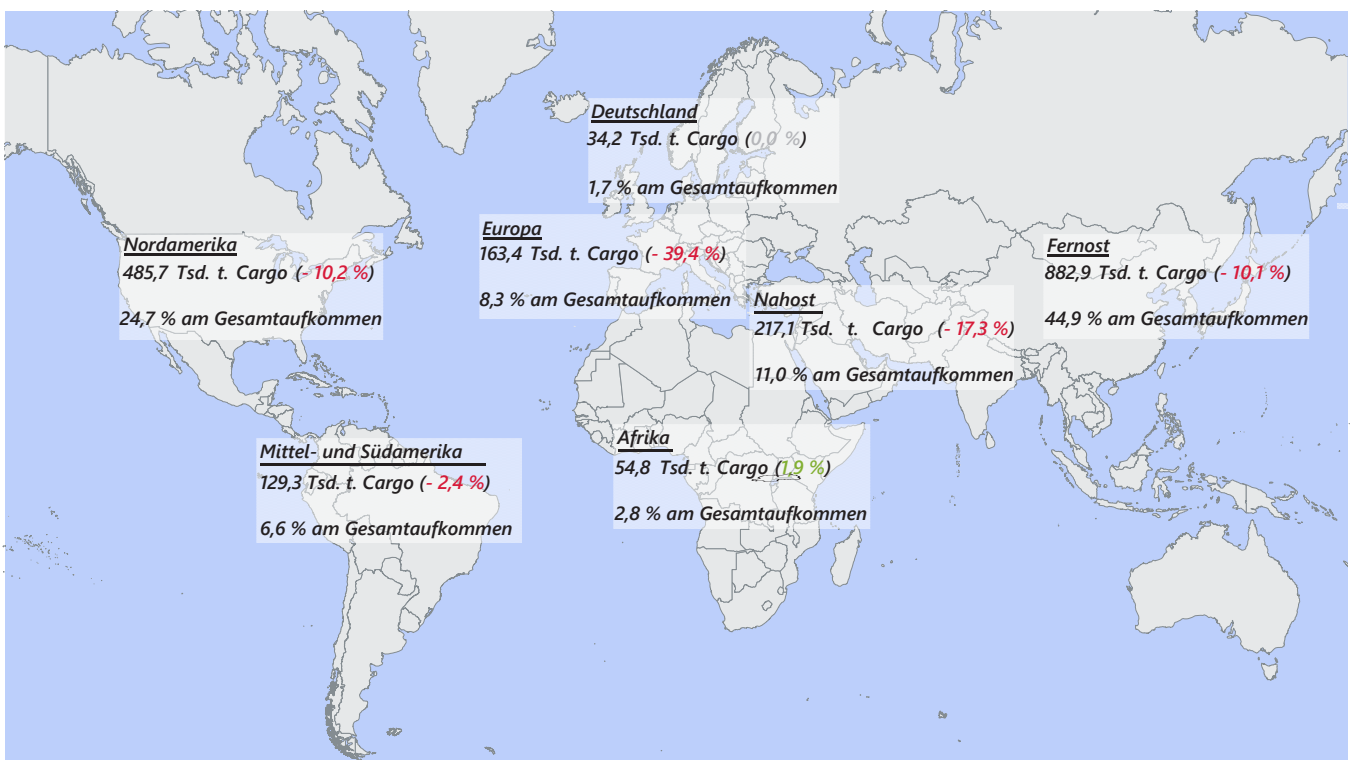 Deutschland
34,2 Tsd. t. Cargo (0,0 %)
1,7 % am Gesamtaufkommen
Europa
163,4 Tsd. t. Cargo (- 39,4 %)
8,3 % am Gesamtaufkommen
Nordamerika
485,7 Tsd. t. Cargo (- 10,2 %)
24,7 % am Gesamtaufkommen
Fernost
882,9 Tsd. t. Cargo (- 10,1 %)
44,9 % am Gesamtaufkommen
Nahost
217,1 Tsd. t. Cargo (- 17,3 %)
11,0 % am Gesamtaufkommen
Mittel- und Südamerika
129,3 Tsd. t. Cargo (- 2,4 %)
6,6 % am Gesamtaufkommen
Afrika
54,8 Tsd. t. Cargo (1,9 %)
2,8 % am Gesamtaufkommen